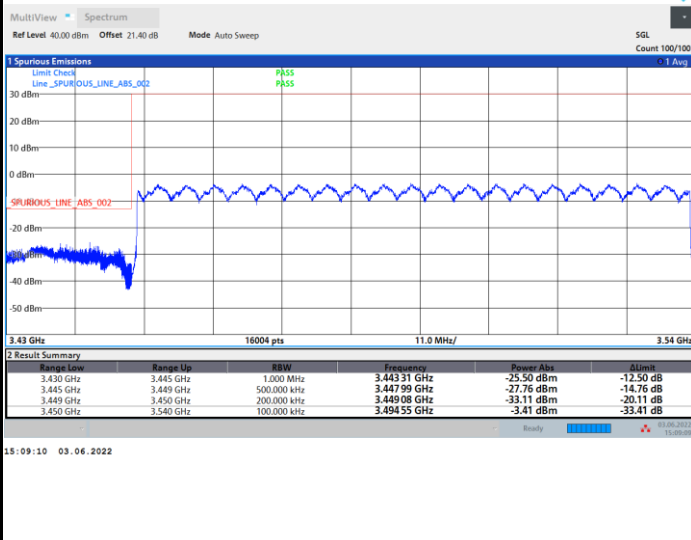 MultiView Spectrum
Ref Level 40.00 dBm Offset 21.40 dB Mode Auto Sweep SGL
Count 100/100
1 Spurious Emissions 1 Avg
Limit Check PASS
Line _SPURIOUS_LINE_ABS_002 PASS
30 dBm
20 dBm
10 dBm
0 dBm
_SPURIOUS_LINE_ABS_002
-20 dBm
-40 dBm
-50 dBm
3.43 GHz 16004 pts 11.0 MHz/ 3.54 GHz
2 Result Summary
Range Low Range Up RBW Frequency Power Abs ΔLimit
3.430 GHz 3.445 GHz 1.000 MHz 3.443 31 GHz -25.50 dBm -12.50 dB
3.445 GHz 3.449 GHz 500.000 kHz 3.447 99 GHz -27.76 dBm -14.76 dB
3.449 GHz 3.450 GHz 200.000 kHz 3.449 08 GHz -33.11 dBm -20.11 dB
3.450 GHz 3.540 GHz 100.000 kHz 3.494 55 GHz -3.41 dBm -33.41 dB
Ready 03.06.2022
15:09:09
15:09:10 03.06.2022